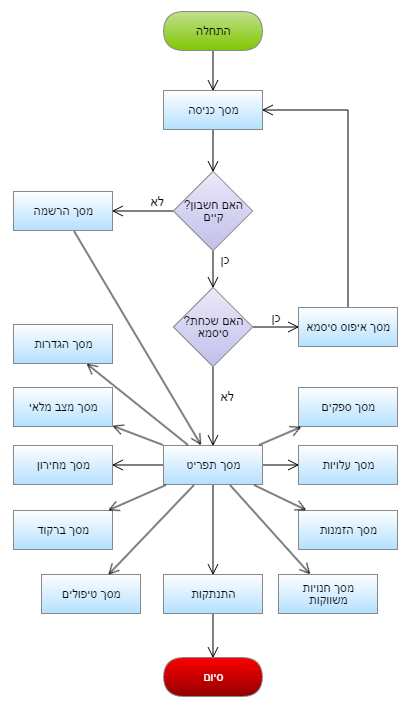 התחלה
מסך כניסה
האם חשבון?
קיים
לא
מסך הרשמה
כן
האם שכחת?
סיסמא
כן
מסך איפוס סיסמא
לא
מסך הגדרות
מסך מצב מלאי
מסך ספקים
מסך מחירון
מסך תפריט
מסך עלויות
מסך ברקוד
מסך הזמנות
מסך טיפולים
התנתקות
מסך חנויות
משווקות
סיום